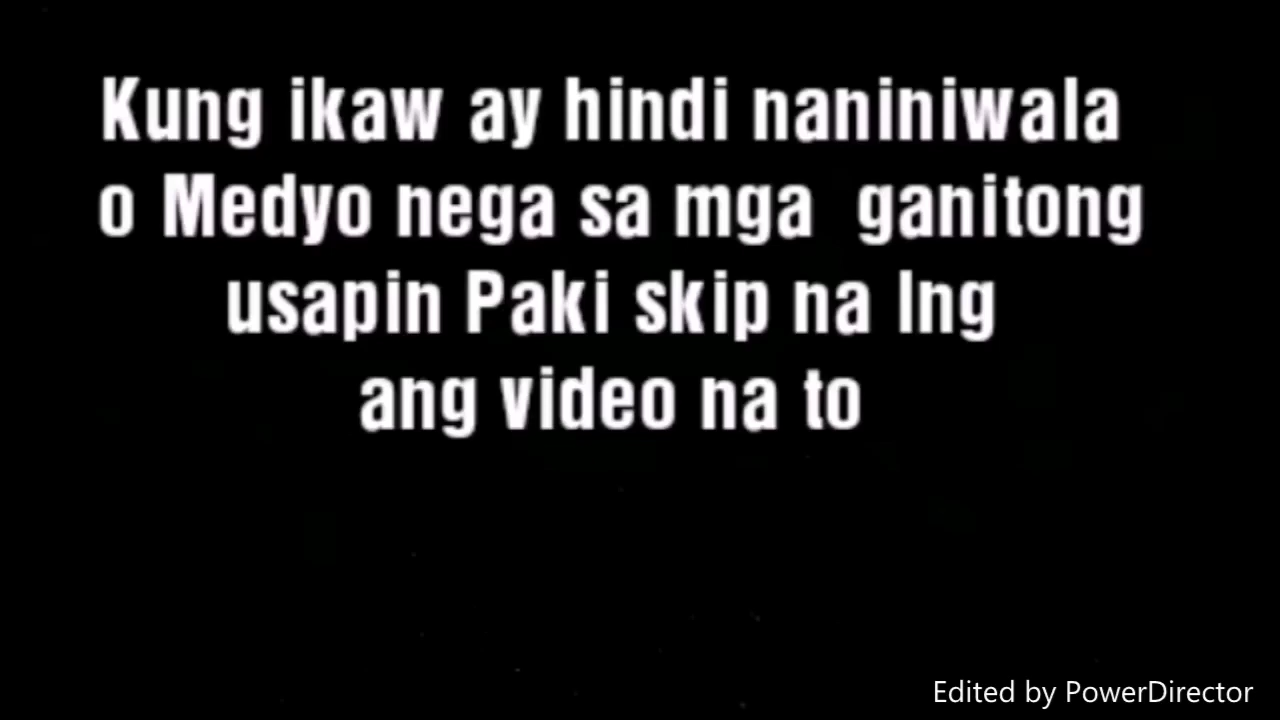 Kung ikaw ay hindi naniniwala
o Medyo nega sa mga ganitong
usapin Paki skip na lng
ang video na to
Edited by PowerDirector